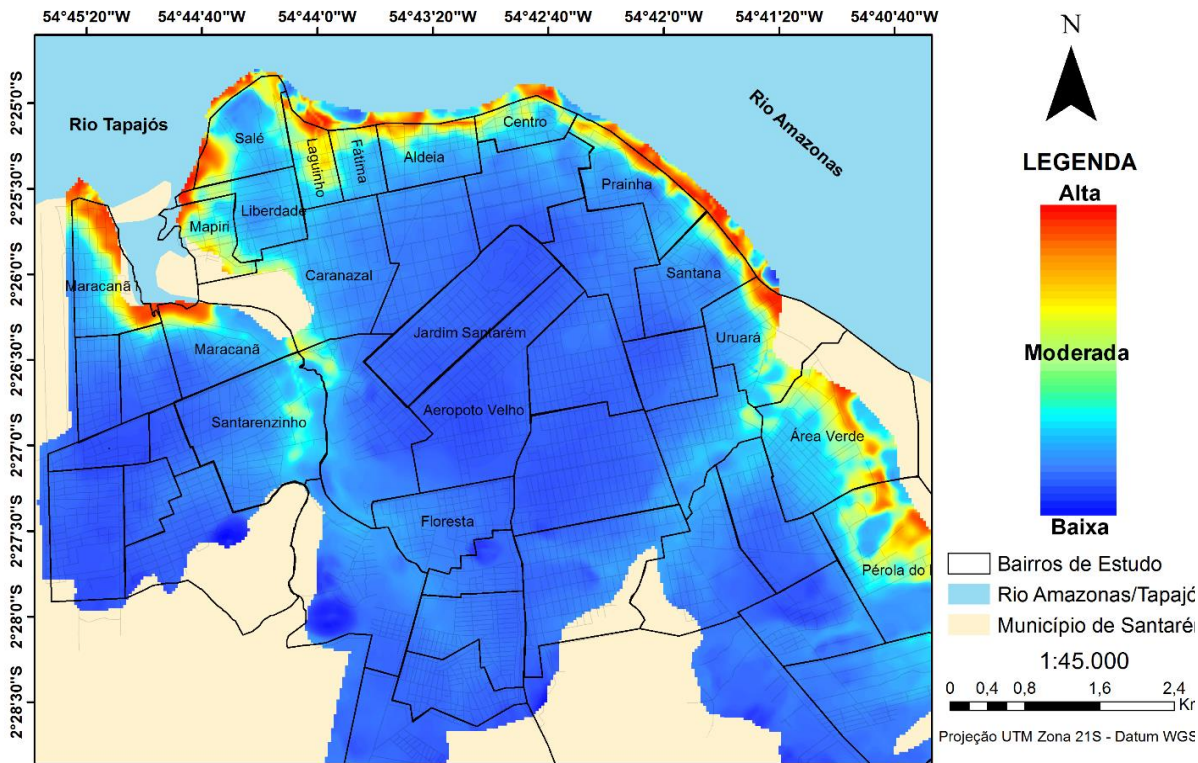 54°45'20"W 54°44'40"W 54°44'0"W 54°43'20"W 54°42'40"W 54°42'0"W 54°41'20"W 54°40'40"W
2°25'0"S
2°25'30"S
2°26'0"S
2°26'30"S
2°27'0"S
2°27'30"S
2°28'0"S
2°28'30"S
Rio Tapajós
Rio Amazonas
Salé
Laguinho
Fátima
Aldeia
Centro
Prainha
Liberdade
Mapiri
Caranazal
Santana
Maracanã
Jardim Santarém
Uruará
Maracanã
Aeropoto Velho
Santarenzinho
Área Verde
Floresta
Pérola do
N
LEGENDA
Alta
Moderada
Baixa
Bairros de Estudo
Rio Amazonas/Tapajó
Município de Santarér
1:45.000
0 0,4 0,8 1,6 2,4
Km
Projeção UTM Zona 21S - Datum WGS